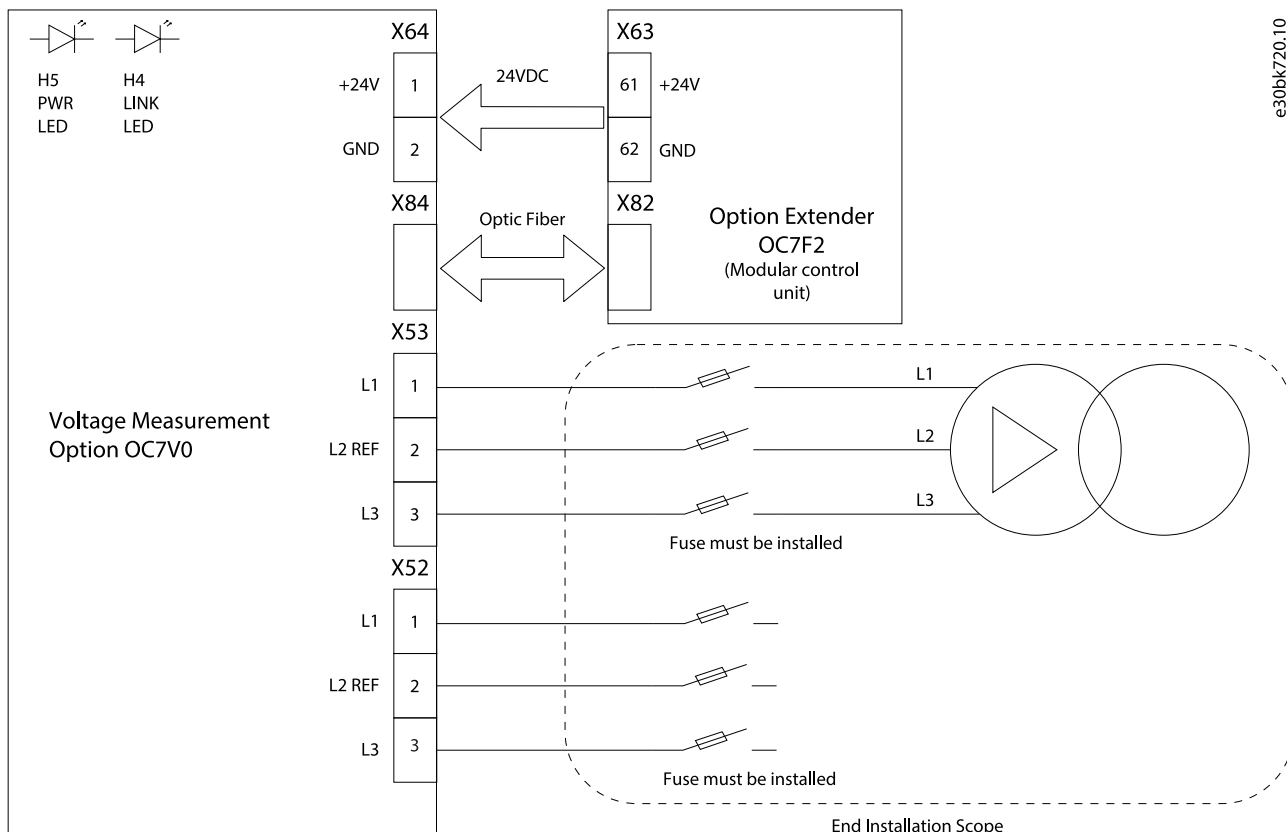 H5
PWR
LED
H4
LINK
LED
X64
+24V
1
GND
2
24VDC
X63
61
+24V
62
GND
e30bk720.10
X84
Optic Fiber
X82
Option Extender
OC7F2
(Modular control
unit)
X53
L1
1
L2 REF
2
L3
3
Voltage Measurement
Option OC7V0
L1
L2
L3
Fuse must be installed
X52
L1
1
L2 REF
2
L3
3
Fuse must be installed
End Installation Scope